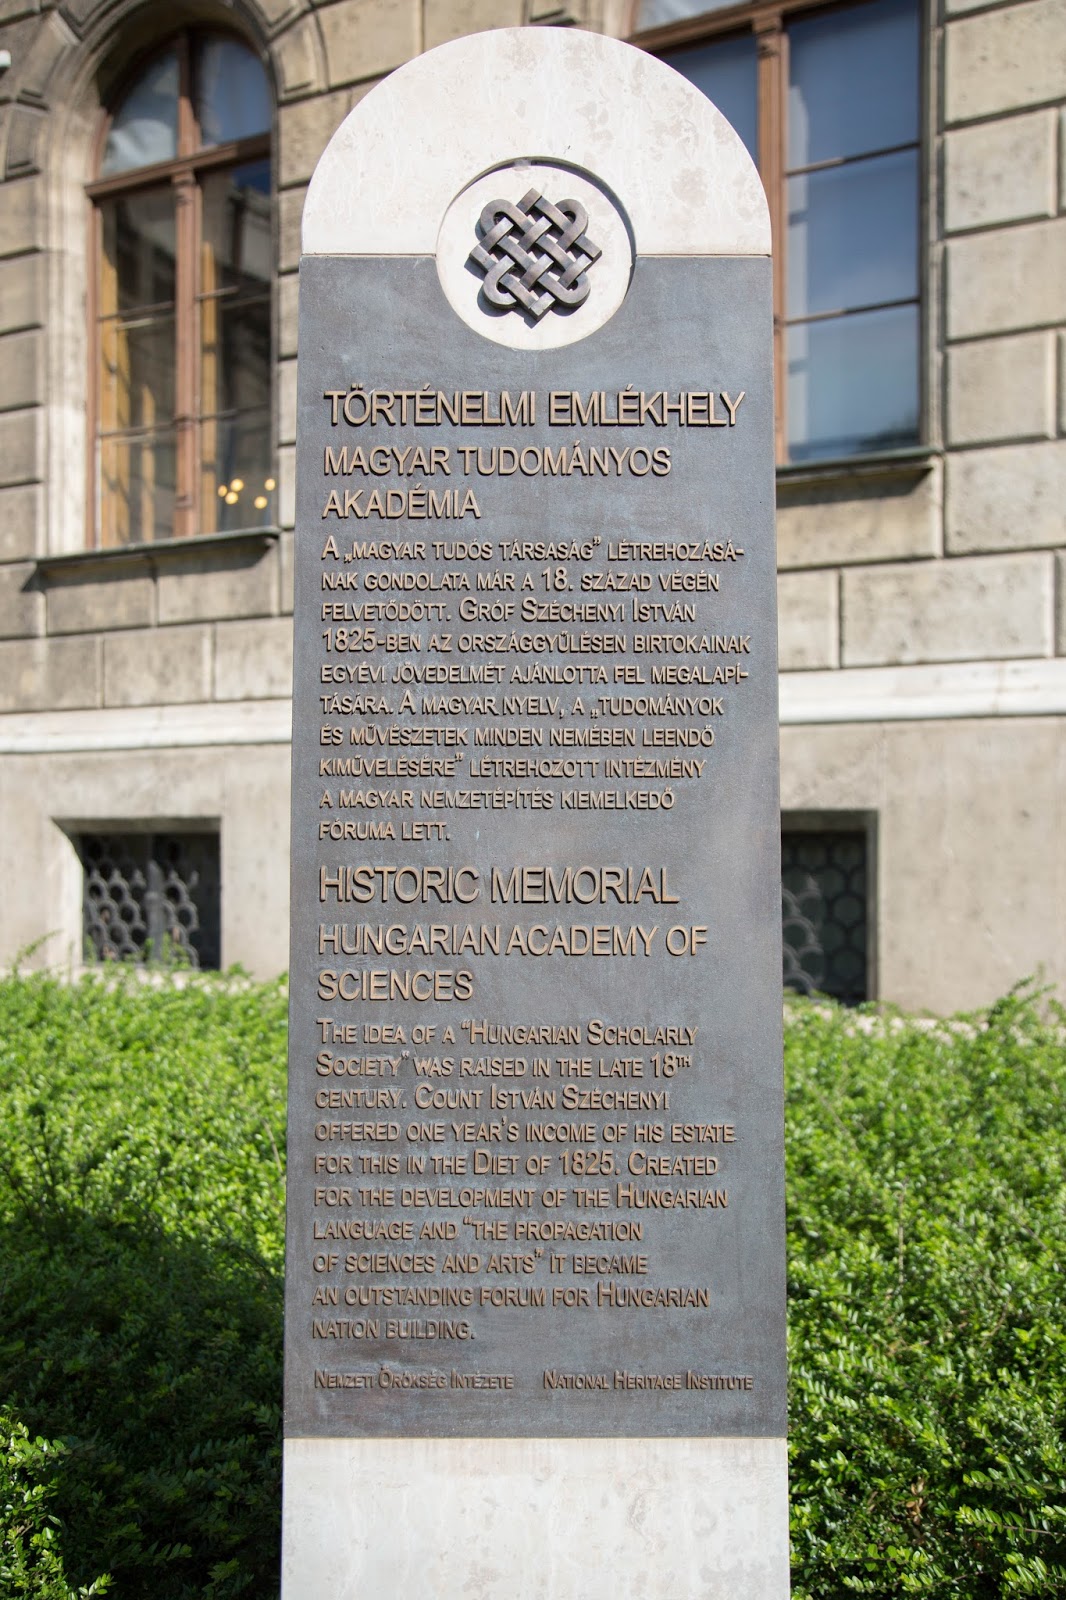 TÖRTÉNELMI EMLÉKHELY
MAGYAR TUDOMÁNYOS
AKADÉMIA
A „MAGYAR TUDÓS TÁRSASÁG” LÉTREHOZÁSÁ-
NAK GONDOLATA MÁR A 18. SZÁZAD VÉGÉN
FELVETŐDÖTT. GRÓF SZÉCHENYI ISTVÁN
1825-BEN AZ ORSZÁGGYŰLÉSEN BIRTOKAINAK
EGYÉVI JÖVEDELMÉT AJÁNLOTTA FEL MEGALAPÍ-
TÁSÁRA. A MAGYAR NYELV, A „TUDOMÁNYOK
ÉS MŰVÉSZETEK MINDEN NEMÉBEN LEENDŐ
KIMŰVELÉSÉRE” LÉTREHOZOTT INTÉZMÉNY
A MAGYAR NEMZETÉPÍTÉS KIEMELKEDŐ
FÓRUMA LETT.
HISTORIC MEMORIAL
HUNGARIAN ACADEMY OF
SCIENCES
THE IDEA OF A “HUNGARIAN SCHOLARLY
SOCIETY” WAS RAISED IN THE LATE 18TH
CENTURY. COUNT ISTVÁN SZÉCHENYI
OFFERED ONE YEAR'S INCOME OF HIS ESTATE
FOR THIS IN THE DIET OF 1825. CREATED
FOR THE DEVELOPMENT OF THE HUNGARIAN
LANGUAGE AND “THE PROPAGATION
OF SCIENCES AND ARTS” IT BECAME
AN OUTSTANDING FORUM FOR HUNGARIAN
NATION BUILDING.
NEMZETI ÖRÖKSÉG INTÉZETE NATIONAL HERITAGE INSTITUTE